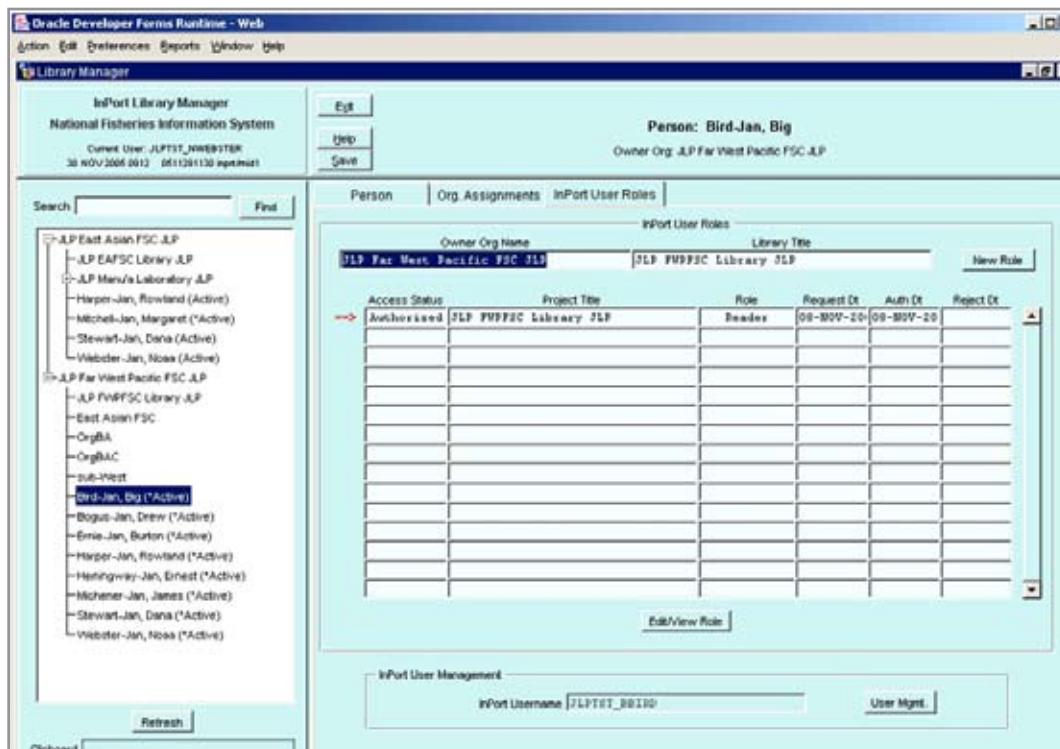 Oracle Developer Forms Runtime - Web
Action Edit Preferences Reports Window Help
Library Manager
InPort Library Manager
National Fisheries Information System
Current User: JLPTST_NWEBSTER
30 NOV 2005 0912
Exit
Help
Save
Person: Bird-Jan, Big
Owner Org: JLP Far West Pacific FSC JLP
Search
Find
JLP East Asian FSC JLP
JLP EAFSC Library JLP
JLP Manu'a Laboratory JLP
Harper-Jan, Rowland (Active)
Mitchell-Jan, Margaret (*Active)
Stewart-Jan, Dana (Active)
Webster-Jan, Noaa (Active)
JLP Far West Pacific FSC JLP
JLP FWPFSC Library JLP
East Asian FSC
OrgBA
OrgBAC
sub-West
Bird-Jan, Big (*Active)
Bogus-Jan, Drew (*Active)
Ernie-Jan, Burton (*Active)
Harper-Jan, Rowland (*Active)
Hemingway-Jan, Ernest (*Active)
Michener-Jan, James (*Active)
Stewart-Jan, Dana (*Active)
Webster-Jan, Noaa (*Active)
Refresh
Clipboard
Person Org. Assignments InPort User Roles
InPort User Roles
Owner Org Name Library Title
JLP Far West Pacific FSC JLP JLP FWPFSC Library JLP New Role
Access Status Project Title Role Request Dt Auth Dt Reject Dt
Authorized JLP FWPFSC Library JLP Reader 08-NOV-20 08-NOV-20
Edit/View Role
InPort User Management
InPort Username JLPTST_BBIRD User Mgmt.